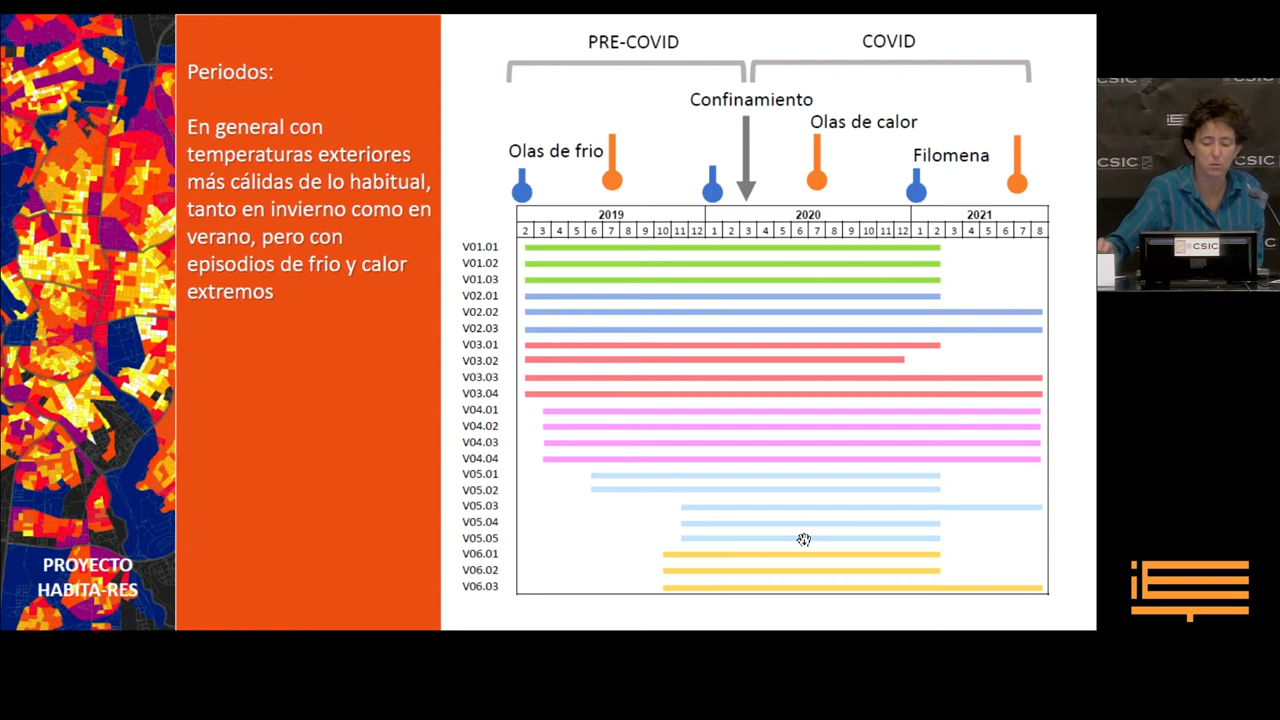 Periodos:
En general con
temperaturas exteriores
más cálidas de lo habitual,
tanto en invierno como en
verano, pero con
episodios de frio y calor
extremos
PROYECTO
HABITA-RES
PRE-COVID
COVID
Confinamiento
Olas de calor
Olas de frio
Filomena
2019 2020 2021
2 3 4 5 6 7 8 9 10 11 12 1 2 3 4 5 6 7 8 9 10 11 12 1 2 3 4 5 6 7 8
V01.01
V01.02
V01.03
V02.01
V02.02
V02.03
V03.01
V03.02
V03.03
V03.04
V04.01
V04.02
V04.03
V04.04
V05.01
V05.02
V05.03
V05.04
V05.05
V06.01
V06.02
V06.03
CSIC
CSIC
CSIC
CSIC